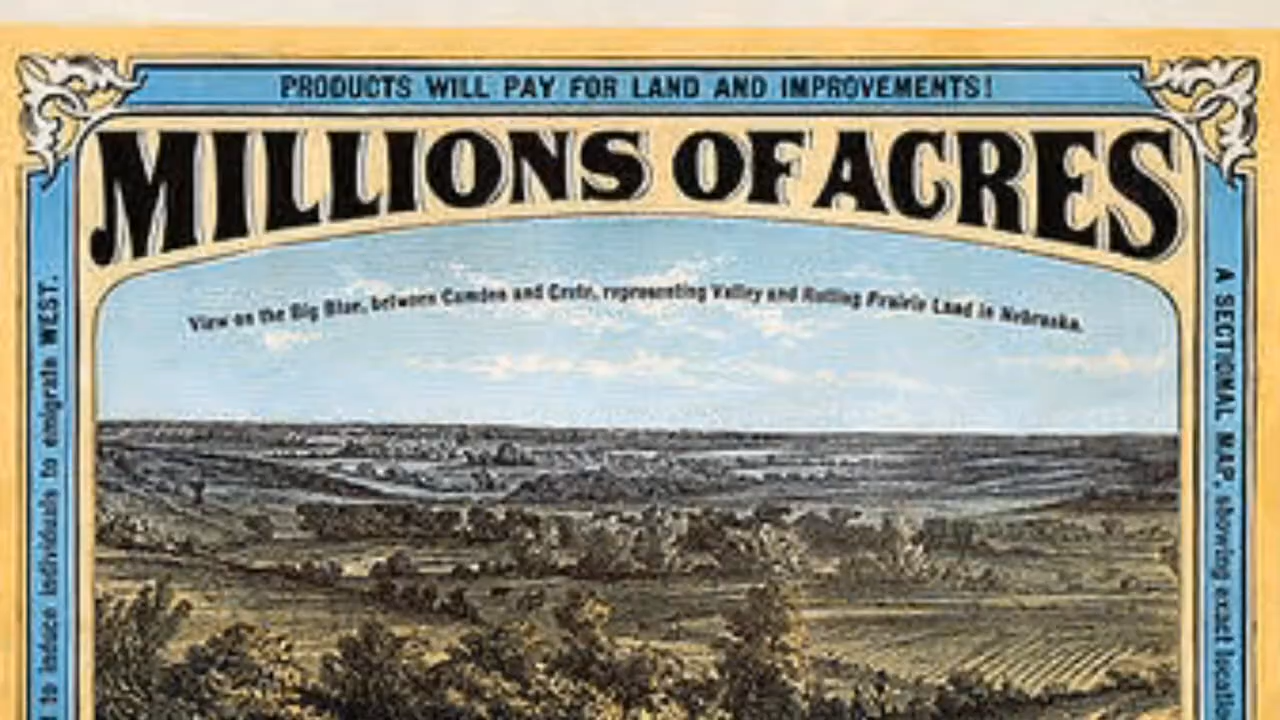 PRODUCTS WILL PAY FOR LAND AND IMPROVEMENTS!
MILLIONS OF ACRES
View on the Big Blue, between Camden and Crete, representing Valley and Rolling Prairie Land in Nebraska.
to induce individuals to emigrate WEST.
A SECTIONAL MAP, showing exact locatio